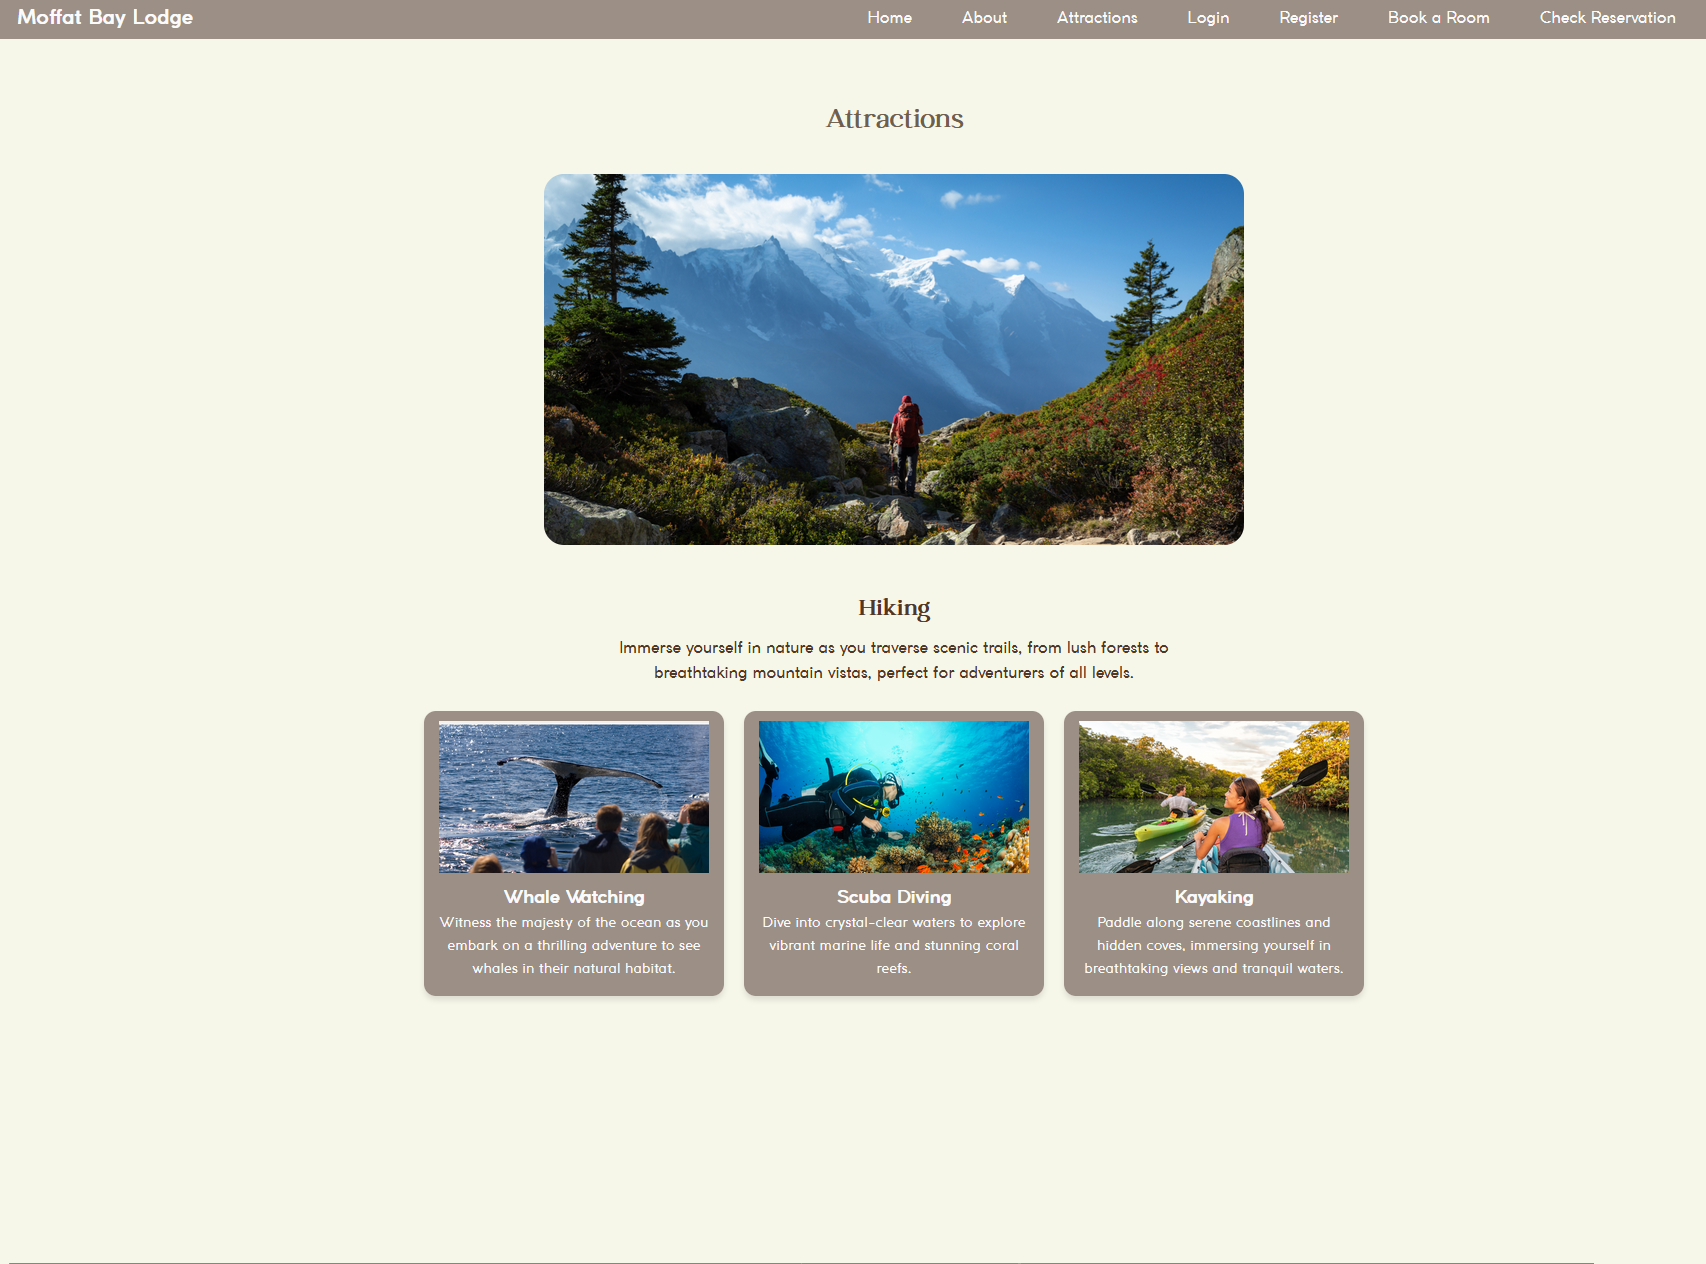 Moffat Bay Lodge
Home About Attractions Login Register Book a Room Check Reservation
Attractions
Hiking
Immerse yourself in nature as you traverse scenic trails, from lush forests to
breathtaking mountain vistas, perfect for adventurers of all levels.
Whale Watching
Witness the majesty of the ocean as you
embark on a thrilling adventure to see
whales in their natural habitat.
Scuba Diving
Dive into crystal-clear waters to explore
vibrant marine life and stunning coral
reefs.
Kayaking
Paddle along serene coastlines and
hidden coves, immersing yourself in
breathtaking views and tranquil waters.